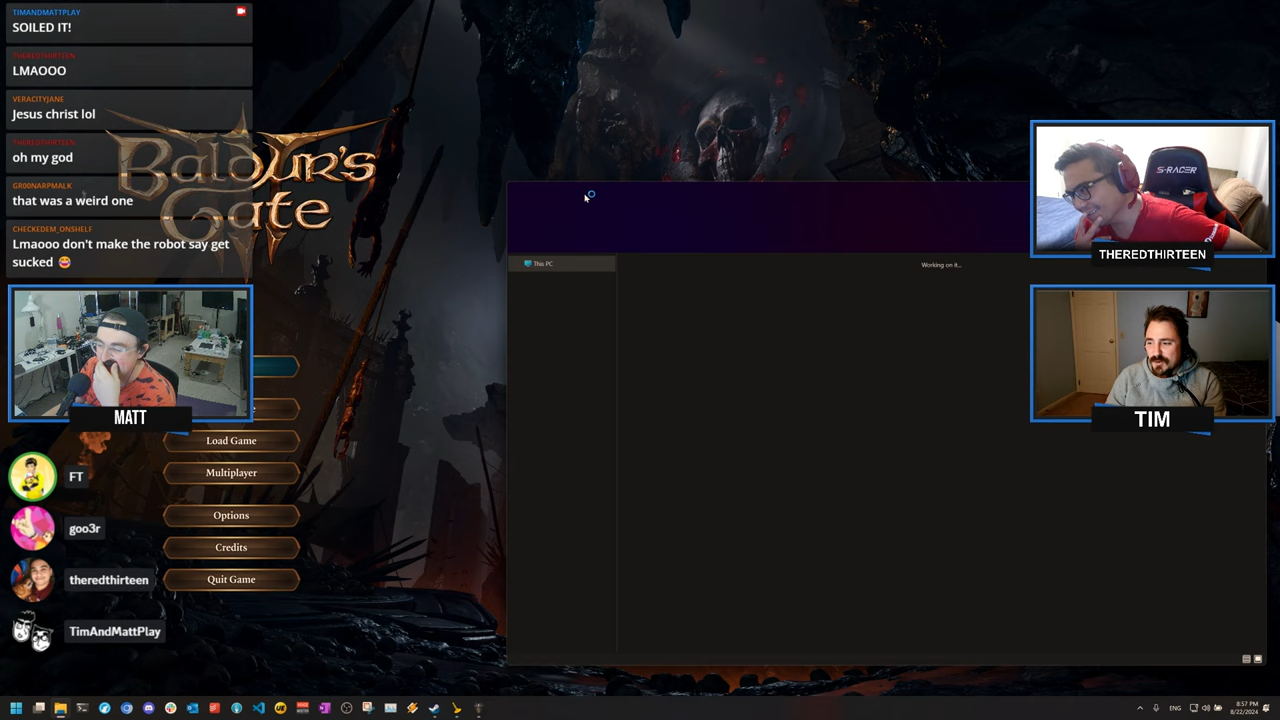 TIMANDMATTPLAY
SOILED IT!
THEREDTHIRTEEN
LMAOOO
VERACITYJANE
Jesus christ lol
THEREDTHIRTEEN
oh my god
GR00NARPMALK
that was a weird one
CHECKEDEM_ONSHELF
Lmaooo don't make the robot say get
sucked
BALDUR'S
GATE
This PC
Working on it...
S-RACER
THEREDTHIRTEEN
MATT
TIM
Load Game
Multiplayer
Options
Credits
Quit Game
FT
goo3r
theredthirteen
TimAndMattPlay
ENG
8:57 PM
8/22/2024